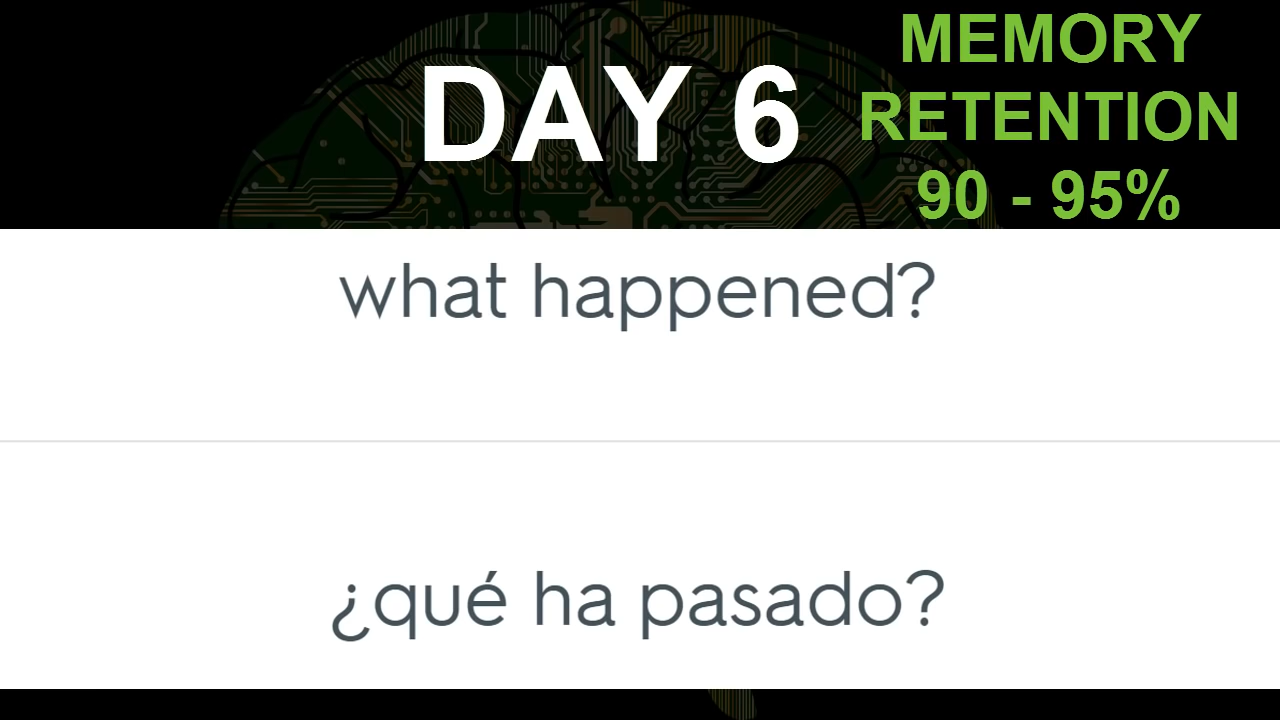 DAY 6
MEMORY
RETENTION
90 - 95%
what happened?
¿qué ha pasado?